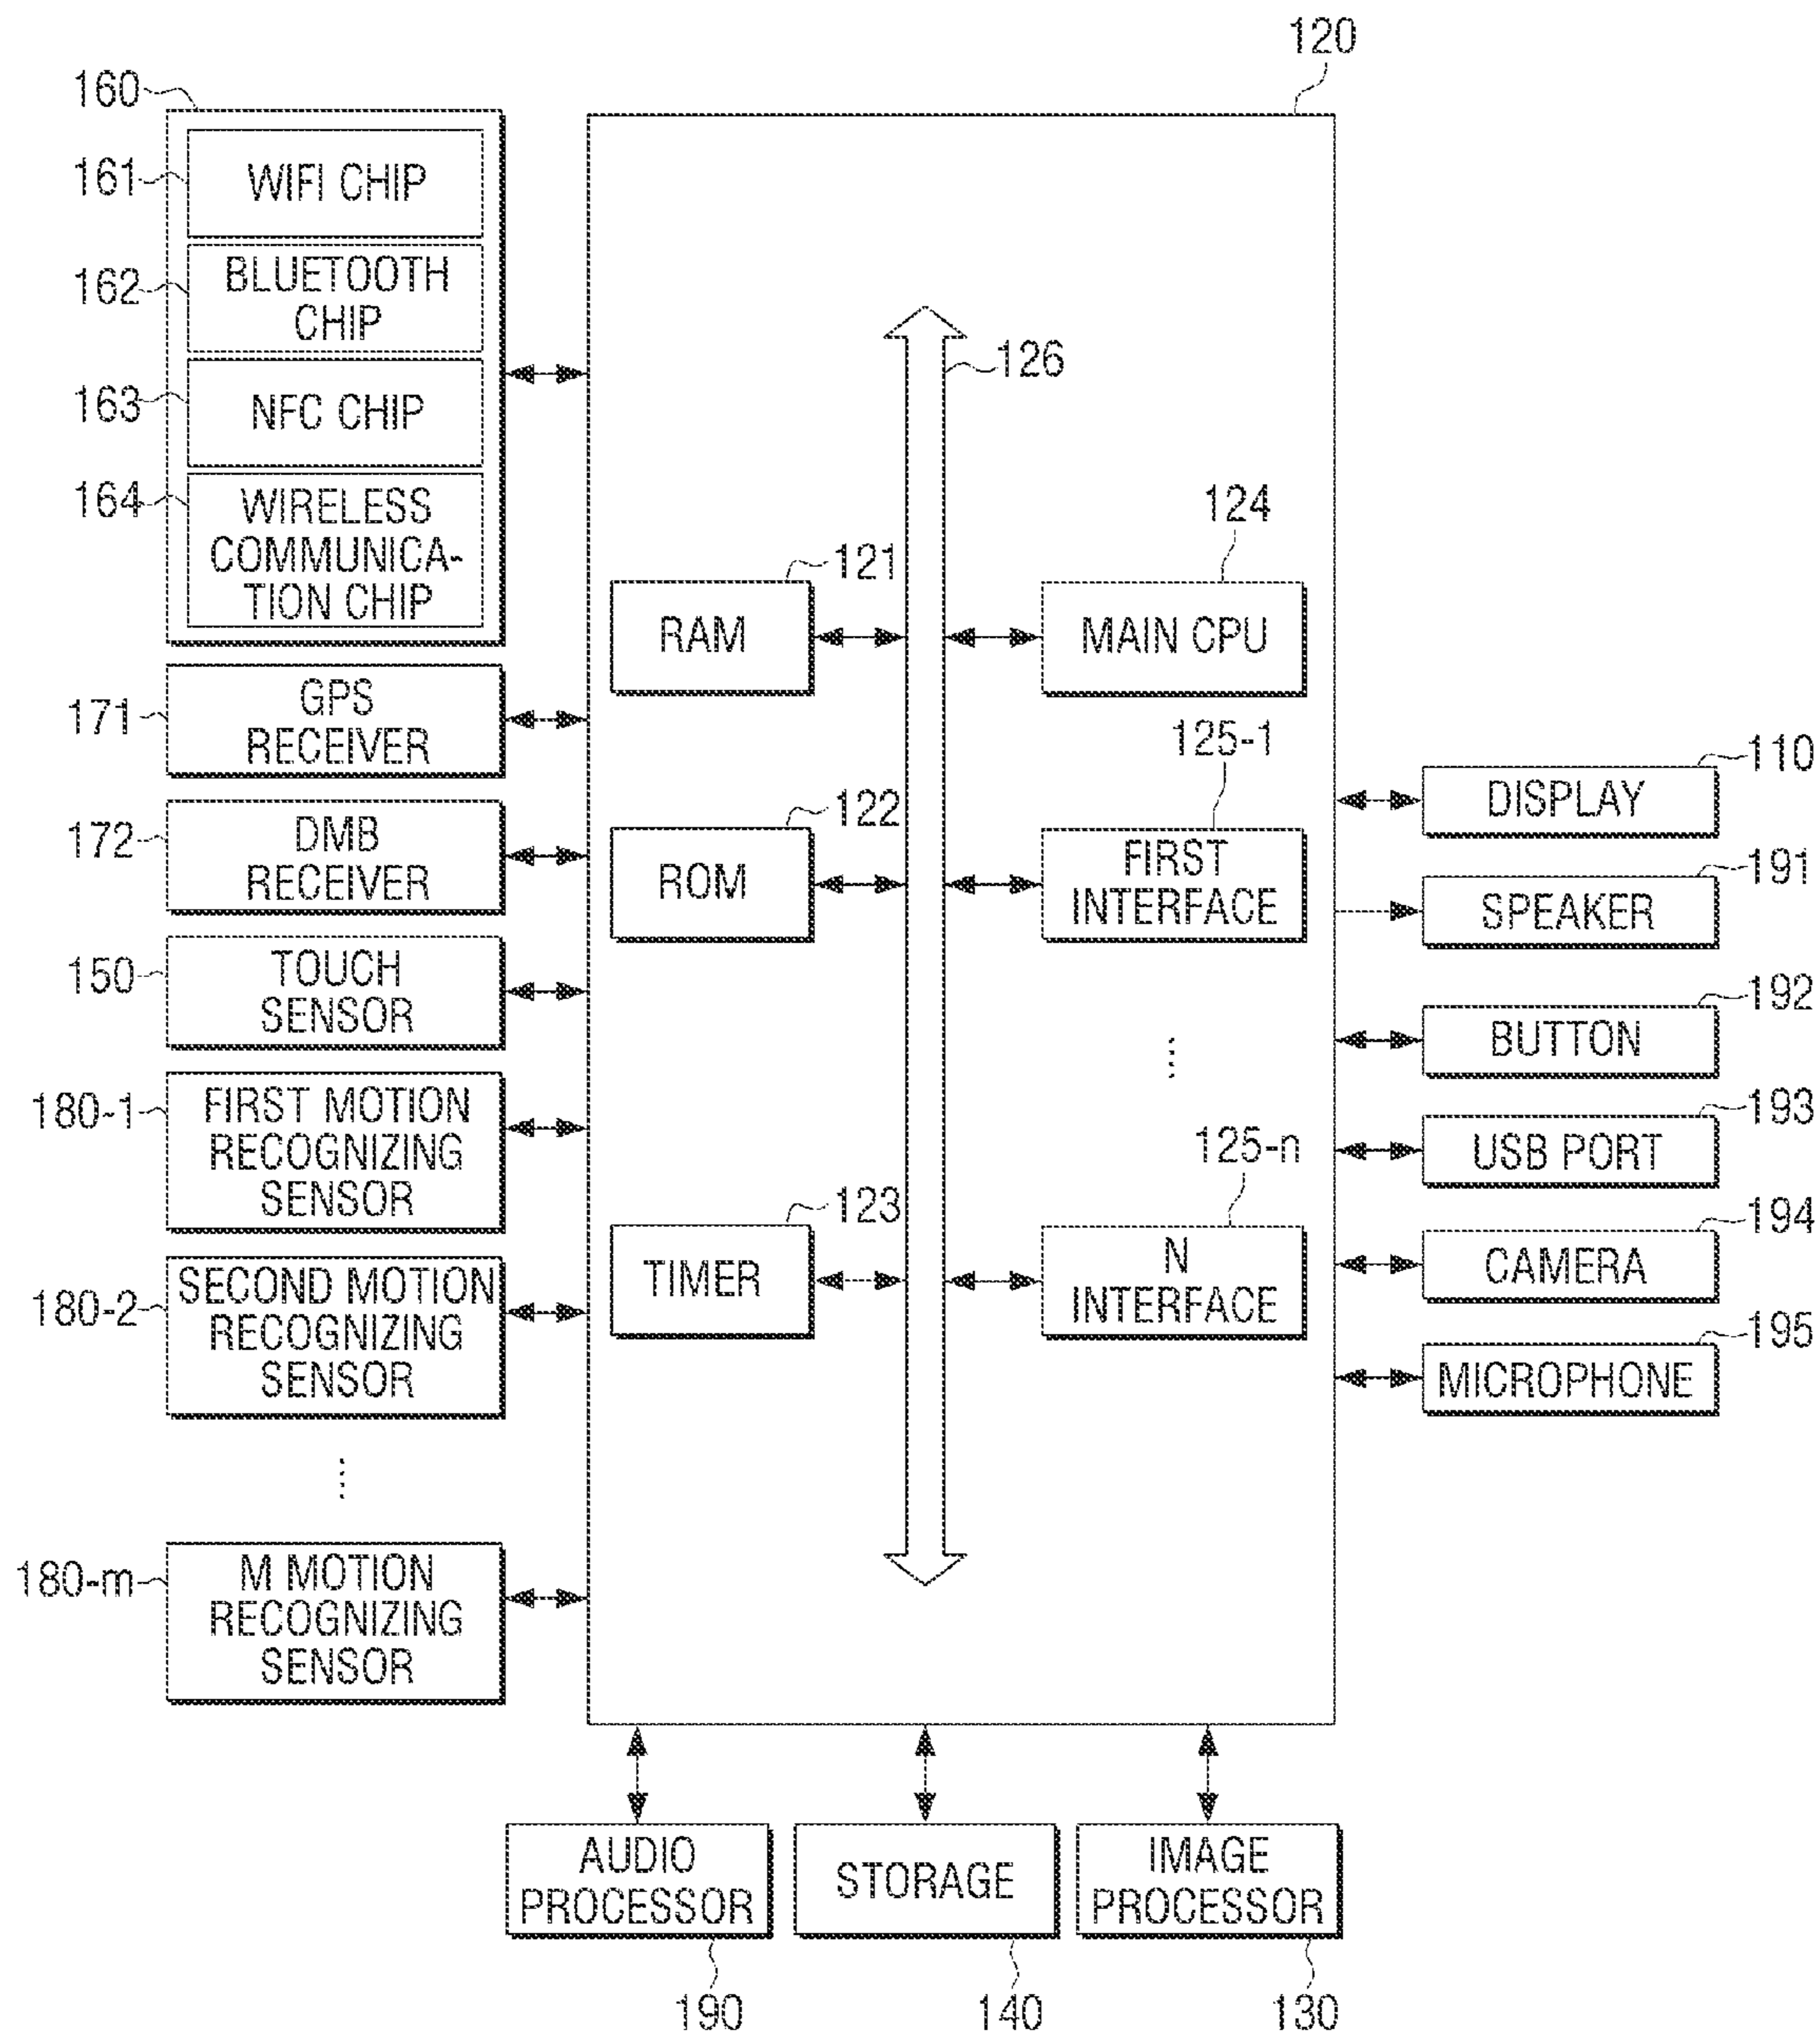 120
160
161
WIFI CHIP
162
BLUETOOTH
CHIP
163
NFC CHIP
164
WIRELESS
COMMUNICA-
TION CHIP
171
GPS
RECEIVER
172
DMB
RECEIVER
150
TOUCH
SENSOR
180-1
FIRST MOTION
RECOGNIZING
SENSOR
180-2
SECOND MOTION
RECOGNIZING
SENSOR
⋮
180-m
M MOTION
RECOGNIZING
SENSOR
126
121
RAM
122
ROM
123
TIMER
124
MAIN CPU
125-1
FIRST
INTERFACE
⋮
125-n
N
INTERFACE
110
DISPLAY
191
SPEAKER
192
BUTTON
193
USB PORT
194
CAMERA
195
MICROPHONE
AUDIO
PROCESSOR
190
STORAGE
140
IMAGE
PROCESSOR
130